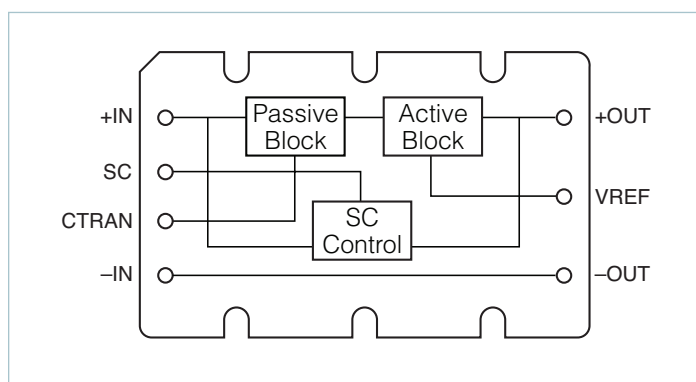 +IN
Passive
Block
Active
Block
+OUT
SC
VREF
CTRAN
SC
Control
–IN
–OUT